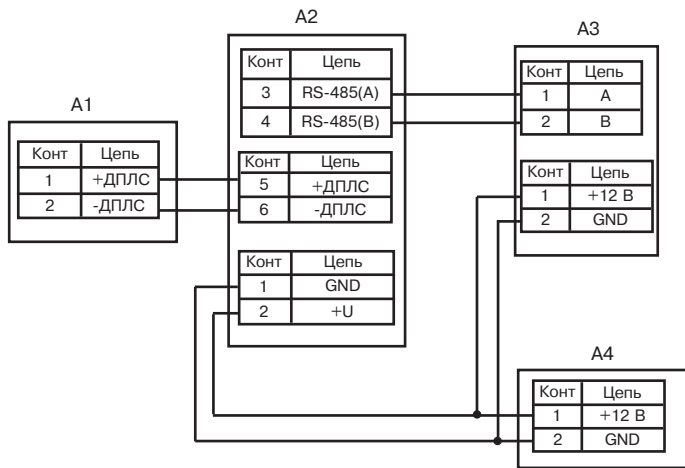 A2
A3
A1
Конт Цепь
3 RS-485(A)
4 RS-485(B)
Конт Цепь
1 A
2 B
Конт Цепь
1 +ДПЛС
2 -ДПЛС
Конт Цепь
5 +ДПЛС
6 -ДПЛС
Конт Цепь
1 +12 В
2 GND
Конт Цепь
1 GND
2 +U
A4
Конт Цепь
1 +12 В
2 GND